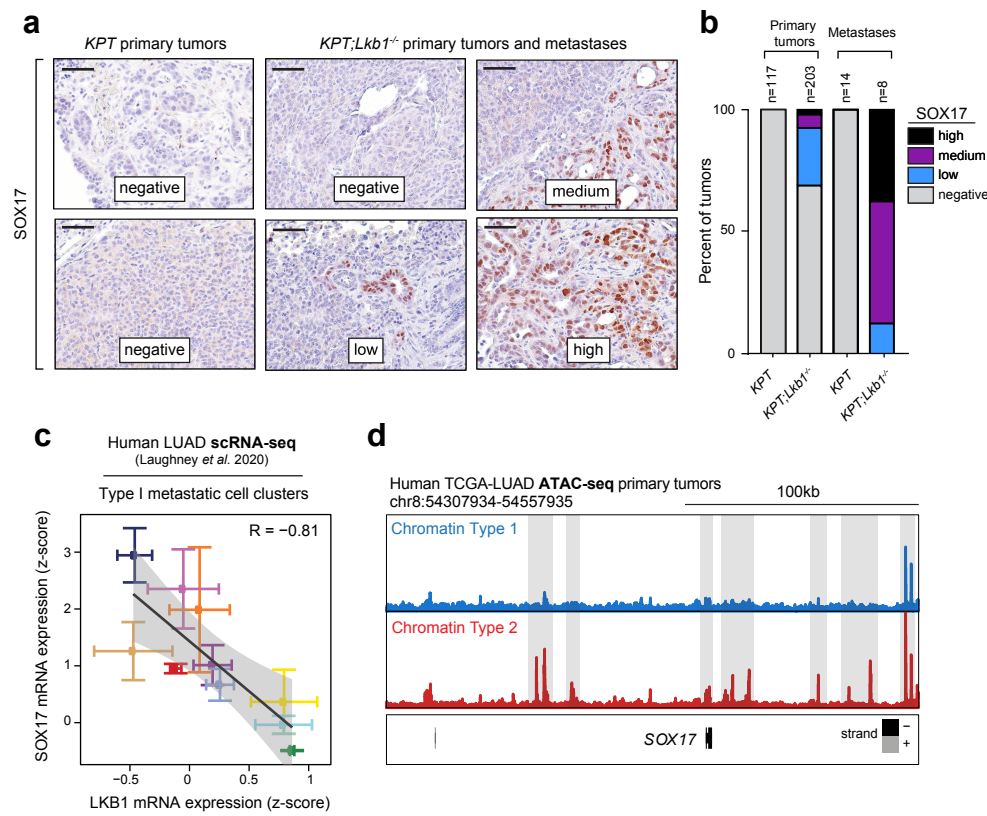 a
KPT primary tumors
KPT;Lkb1-/- primary tumors and metastases
SOX17
negative
negative
medium
negative
low
high
b
Primary tumors
Metastases
n=117
n=203
n=14
n=8
SOX17
high
medium
low
negative
Percent of tumors
100
50
0
KPT
KPT;Lkb1-/-
KPT
KPT;Lkb1-/-
c
Human LUAD scRNA-seq
(Laughney et al. 2020)
Type I metastatic cell clusters
R = −0.81
SOX17 mRNA expression (z-score)
3
2
1
0
−0.5
0
0.5
1
LKB1 mRNA expression (z-score)
d
Human TCGA-LUAD ATAC-seq primary tumors
chr8:54307934-54557935
100kb
Chromatin Type 1
Chromatin Type 2
SOX17
strand
−
+